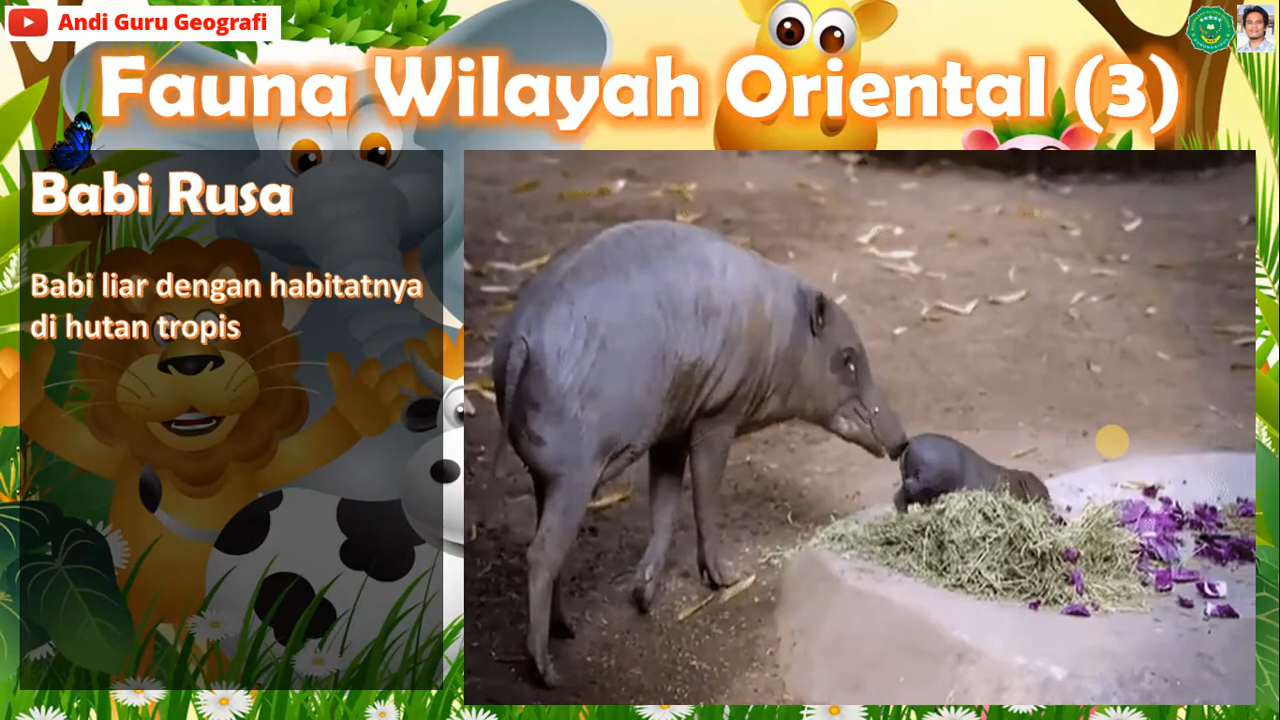 Andi Guru Geografi
Fauna Wilayah Oriental (3)
Babi Rusa
Babi liar dengan habitatnya
di hutan tropis